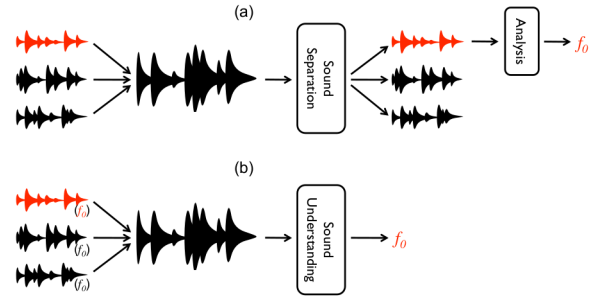 (a)
Sound
Separation
Analysis
f0
(b)
(f0)
(f0)
(f0)
Sound
Understanding
f0